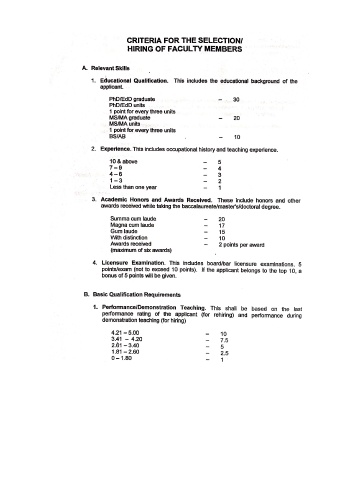 CRITERIA FOR THE SELECTION/
HIRING OF FACULTY MEMBERS
A. Relevant Skills
1. Educational Qualification. This includes the educational background of the
applicant.
PhD/EdD graduate – 30
PhD/EdD units
1 point for every three units
MS/MA graduate – 20
MS/MA units
1 point for every three units
BS/AB – 10
2. Experience. This includes occupational history and teaching experience.
10 & above – 5
7 – 9 – 4
4 – 6 – 3
1 – 3 – 2
Less than one year – 1
3. Academic Honors and Awards Received. These include honors and other
awards received while taking the baccalaureate/master's/doctoral degree.
Summa cum laude – 20
Magna cum laude – 17
Cum laude – 15
With distinction – 10
Awards received – 2 points per award
(maximum of six awards)
4. Licensure Examination. This includes board/bar licensure examinations, 5
points/exam (not to exceed 10 points). If the applicant belongs to the top 10, a
bonus of 5 points will be given.
B. Basic Qualification Requirements
1. Performance/Demonstration Teaching. This shall be based on the last
performance rating of the applicant (for rehiring) and performance during
demonstration teaching (for hiring)
4.21 – 5.00 – 10
3.41 – 4.20 – 7.5
2.61 – 3.40 – 5
1.81 – 2.60 – 2.5
0 – 1.80 – 1